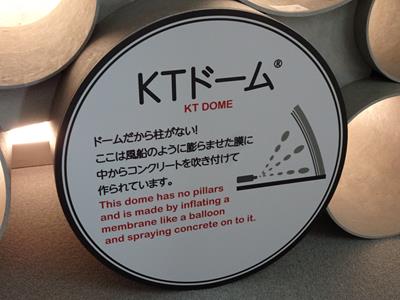 KTドーム®
KT DOME
ドームだから柱がない!
ここは風船のように膨らませた膜に
中からコンクリートを吹き付けて
作られています。
This dome has no pillars
and is made by inflating a
membrane like a balloon
and spraying concrete on to it.